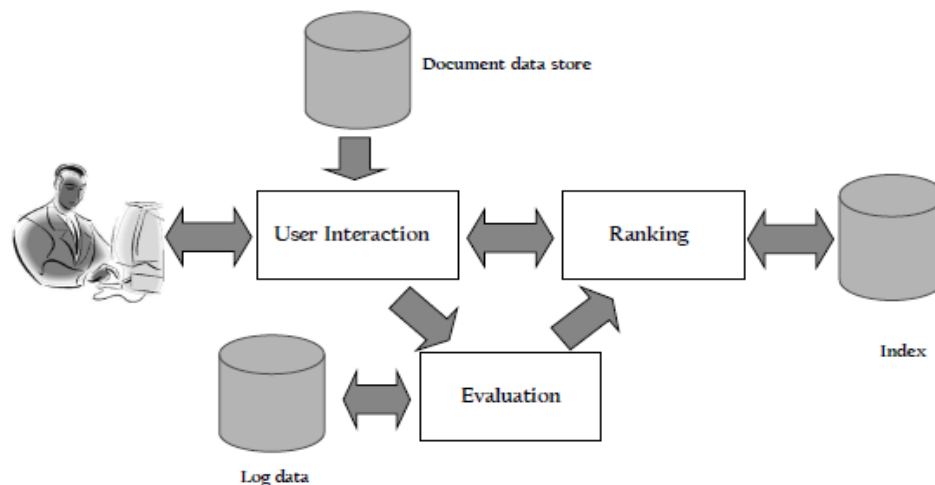 Document data store
User Interaction
Ranking
Index
Evaluation
Log data